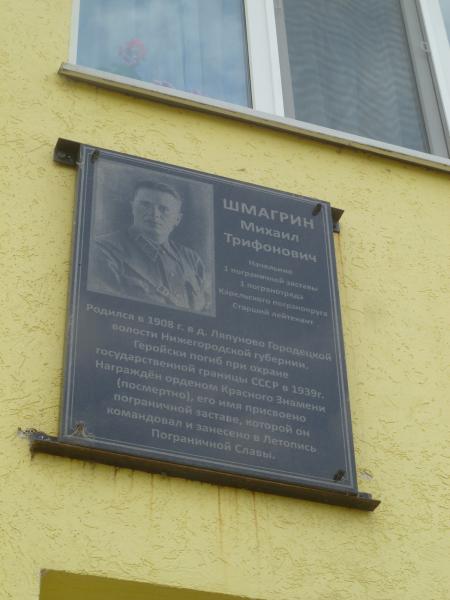 ШМАГРИН
Михаил
Трифонович
Начальник
1 пограничной заставы
1 погранотряда
Карельского погранокруга
Старший лейтенант
Родился в 1908 г. в д. Ляпуново Городецкой
волости Нижегородской губернии.
Геройски погиб при охране
государственной границы СССР в 1939г.
Награждён орденом Красного Знамени
(посмертно), его имя присвоено
пограничной заставе, которой он
командовал и занесено в Летопись
Пограничной Славы.